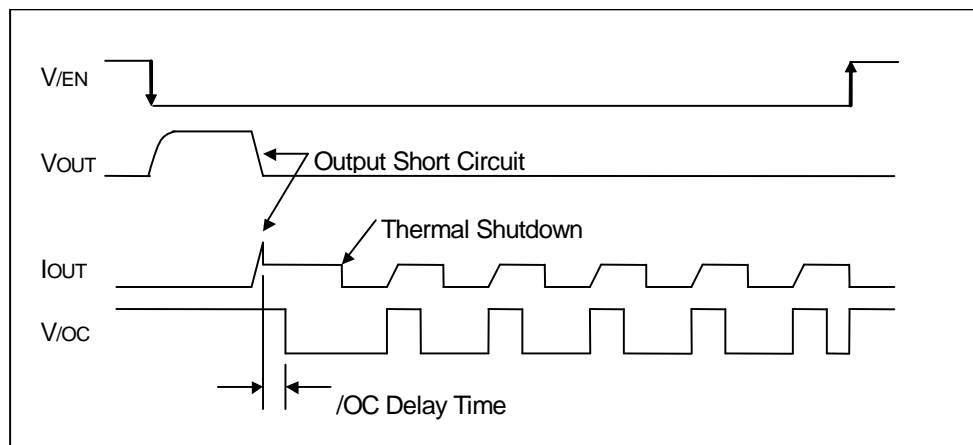 V/EN
VOUT
Output Short Circuit
Thermal Shutdown
IOUT
V/OC
/OC Delay Time